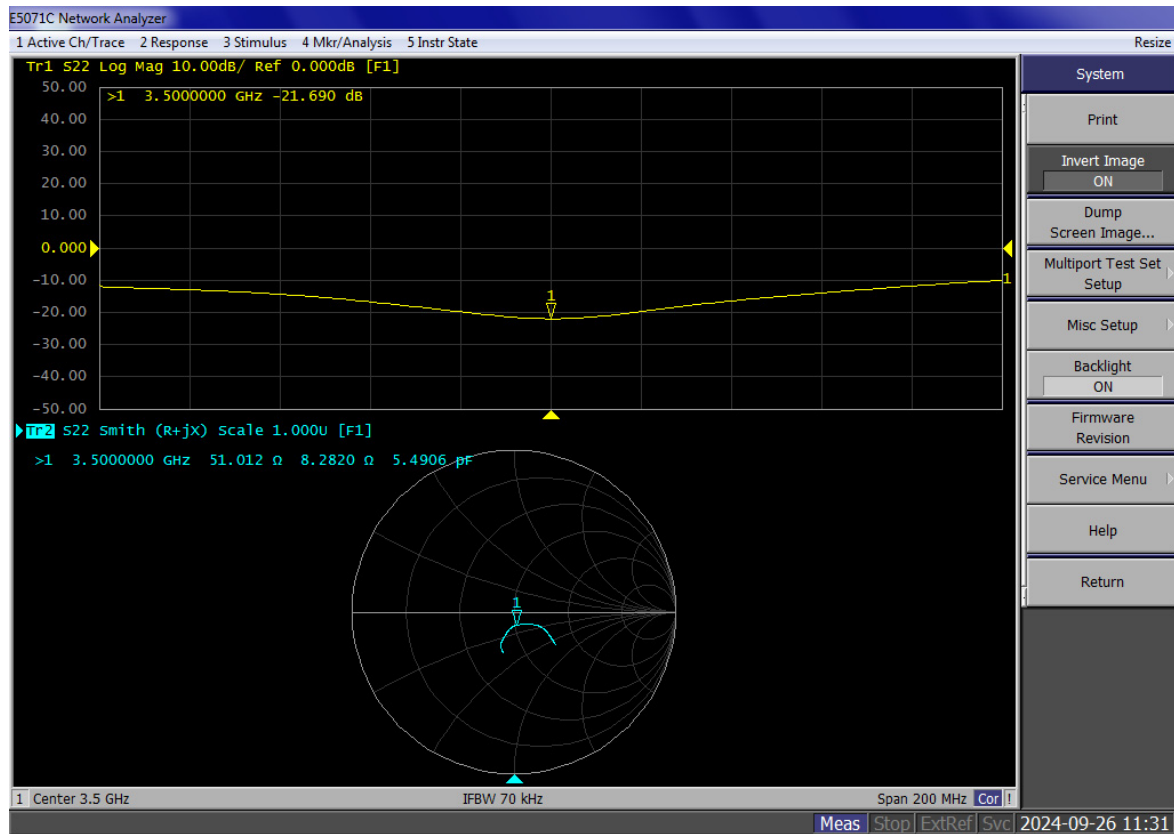 E5071C Network Analyzer
1 Active Ch/Trace 2 Response 3 Stimulus 4 Mkr/Analysis 5 Instr State Resize
Tr1 S22 Log Mag 10.00dB/ Ref 0.000dB [F1]
50.00
>1 3.5000000 GHz -21.690 dB
40.00
30.00
20.00
10.00
0.000
-10.00
1
-20.00
1
-30.00
-40.00
-50.00
Tr2 S22 Smith (R+jX) Scale 1.000U [F1]
>1 3.5000000 GHz 51.012 Ω 8.2820 Ω 5.4906 pF
1
System
Print
Invert Image
ON
Dump
Screen Image...
Multiport Test Set
Setup
Misc Setup
Backlight
ON
Firmware
Revision
Service Menu
Help
Return
1 Center 3.5 GHz IFBW 70 kHz Span 200 MHz Cor !
Meas Stop ExtRef Svc 2024-09-26 11:31